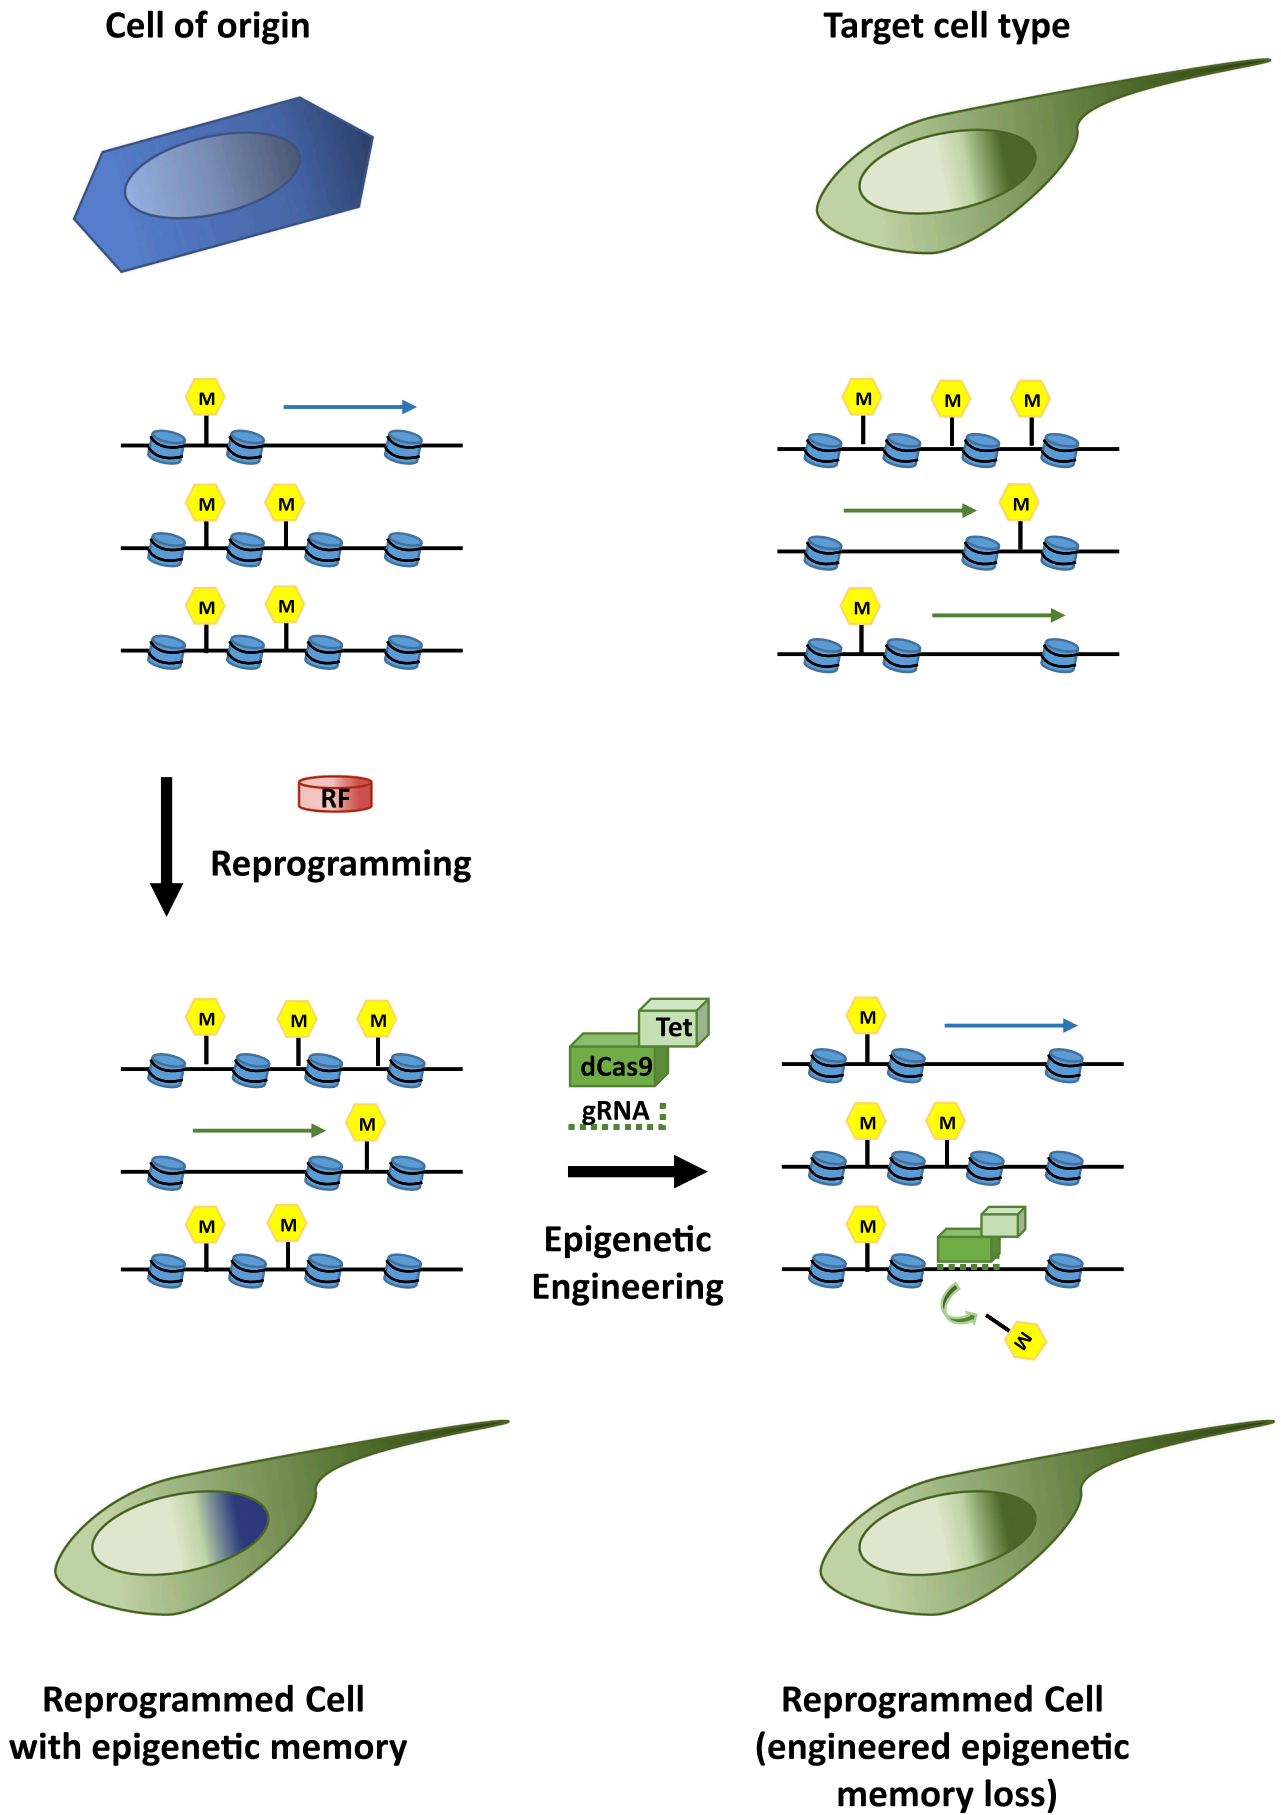 Cell of origin
Target cell type
M
M
M
M
M
M
M
M
M
M
RF
Reprogramming
M
M
M
M
M
M
Tet
dCas9
gRNA
Epigenetic
Engineering
M
M
M
M
M
Reprogrammed Cell
with epigenetic memory
Reprogrammed Cell
(engineered epigenetic
memory loss)